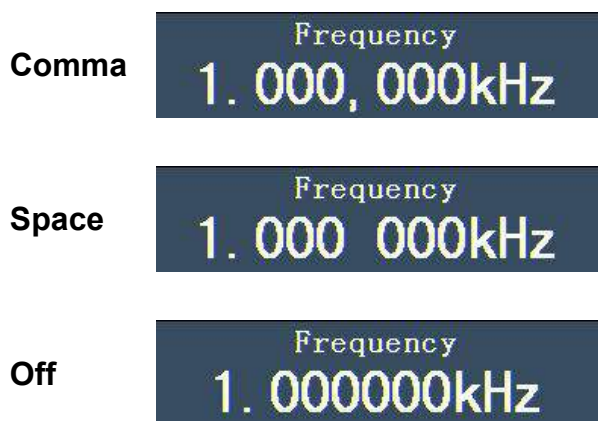 Comma
Frequency
1. 000, 000kHz
Space
Frequency
1. 000 000kHz
Off
Frequency
1. 000000kHz